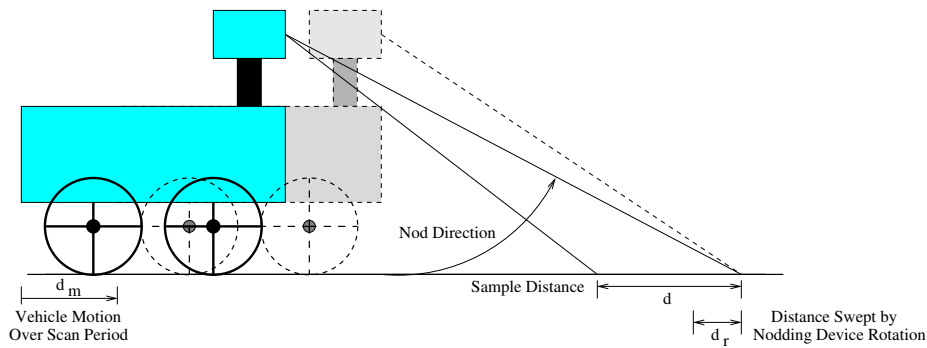 Nod Direction
Sample Distance
d m
d
Vehicle Motion
Over Scan Period
d r
Distance Swept by
Nodding Device Rotation